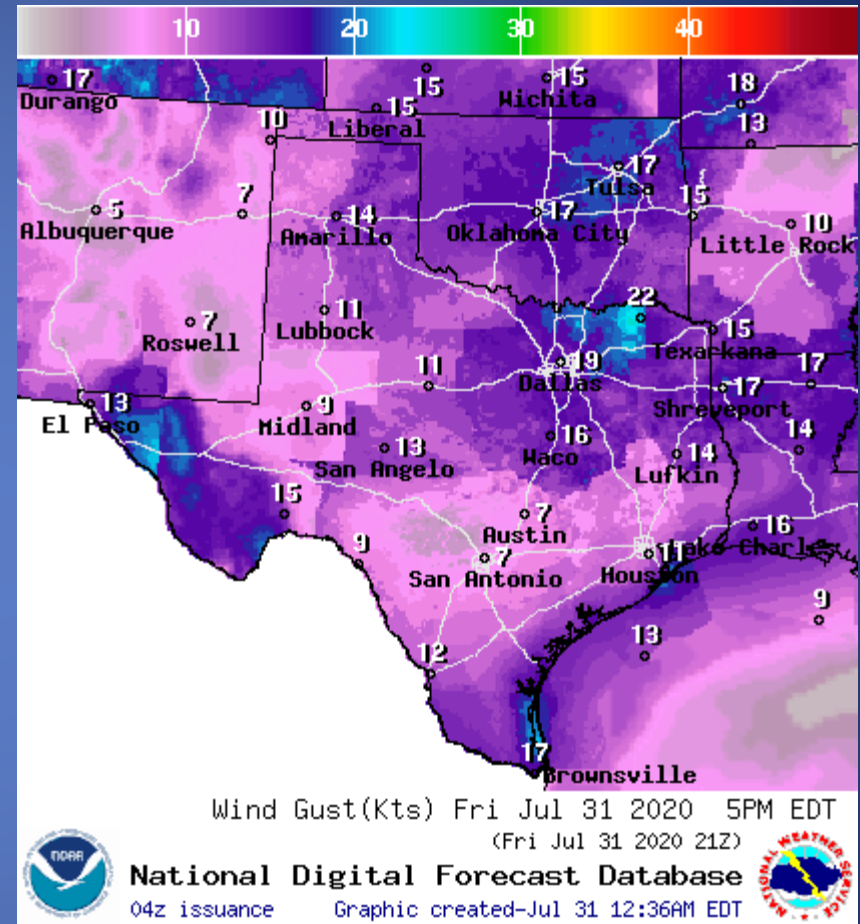 10 20 30 40
17 Durango
15
15 Wichita
18
15 Liberal
10
13
17 Tulsa
5 Albuquerque
7
14 Amarillo
17 Oklahoma City
15
10 Little Rock
7 Roswell
11 Lubbock
22
15 Texarkana
19 Dallas
11
17 Shreveport
17
13 El Paso
9 Midland
13 San Angelo
16 Waco
14 Lufkin
14
15
7 Austin
16 Lake Charles
9
7 San Antonio
11 Houston
9
13
12
17 Brownsville
Wind Gust(Kts) Fri Jul 31 2020 5PM EDT
(Fri Jul 31 2020 21Z)
NOAA
National Digital Forecast Database
04z issuance Graphic created-Jul 31 12:36AM EDT
NATIONAL WEATHER SERVICE